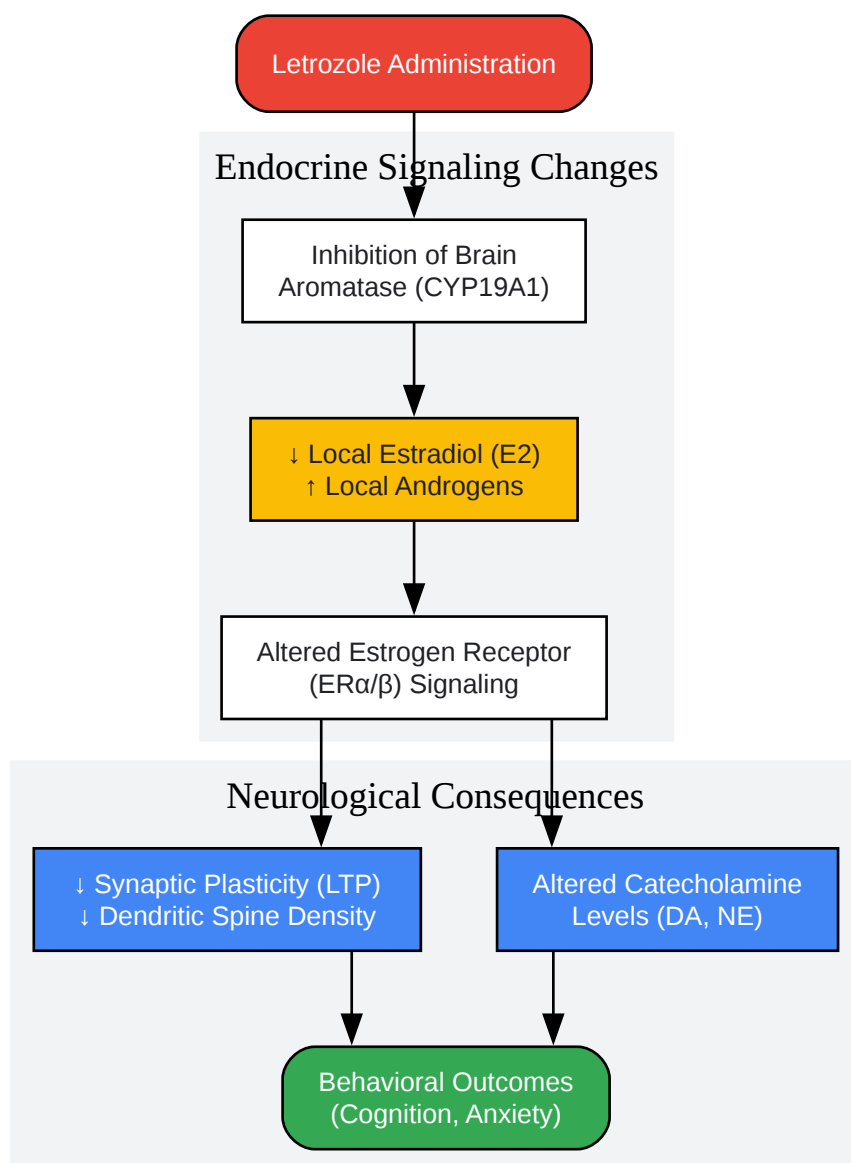 Letrozole Administration
Endocrine Signaling Changes
Inhibition of Brain
Aromatase (CYP19A1)
↓ Local Estradiol (E2)
↑ Local Androgens
Altered Estrogen Receptor
(ERα/β) Signaling
Neurological Consequences
↓ Synaptic Plasticity (LTP)
↓ Dendritic Spine Density
Altered Catecholamine
Levels (DA, NE)
Behavioral Outcomes
(Cognition, Anxiety)